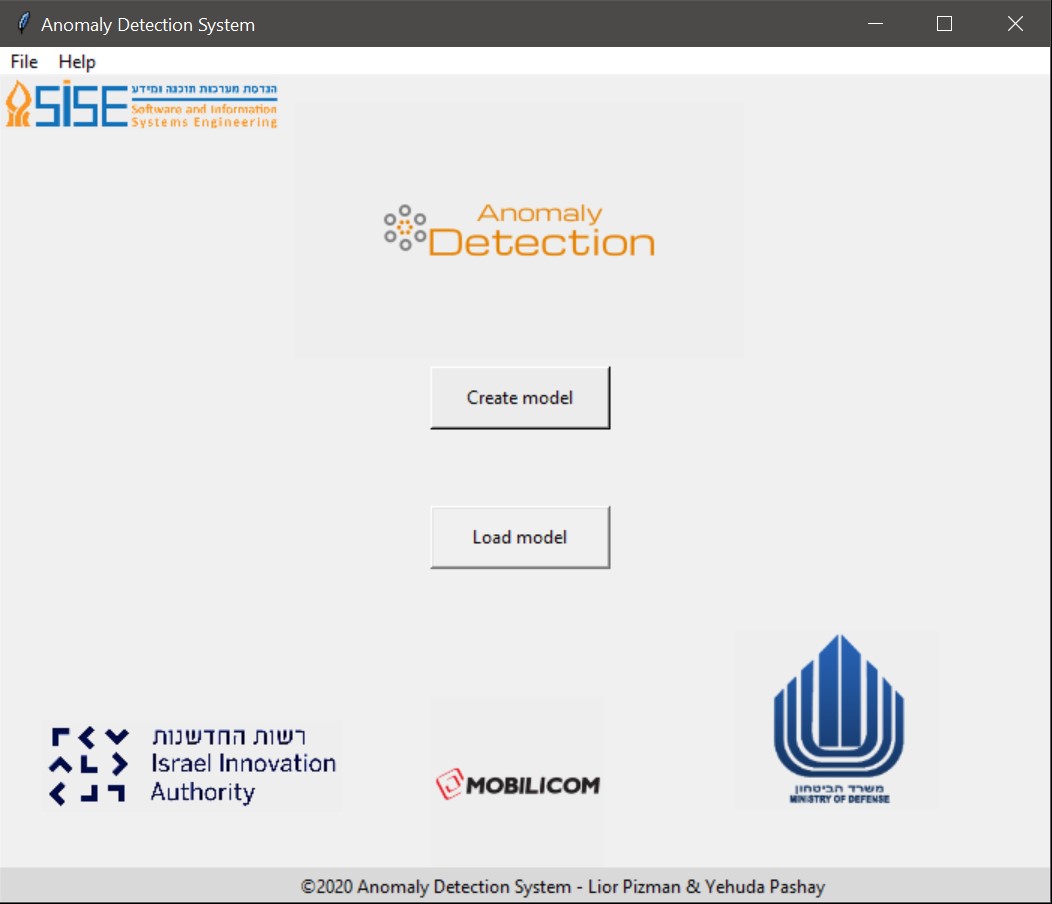 Anomaly Detection System
File Help
SISE
הנדסת מערכות תוכנה ומידע
Software and Information
Systems Engineering
Anomaly
Detection
Create model
Load model
רשות החדשנות
Israel Innovation
Authority
MOBILICOM
משרד הביטחון
MINISTRY OF DEFENSE
©2020 Anomaly Detection System - Lior Pizman & Yehuda Pashay